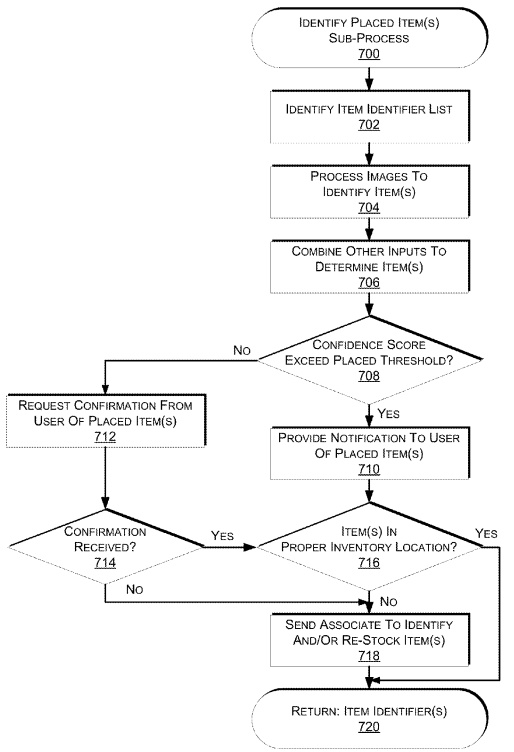 IDENTIFY PLACED ITEM(S)
SUB-PROCESS
700
IDENTIFY ITEM IDENTIFIER LIST
702
PROCESS IMAGES TO
IDENTIFY ITEM(S)
704
COMBINE OTHER INPUTS TO
DETERMINE ITEM(S)
706
CONFIDENCE SCORE
EXCEED PLACED THRESHOLD?
708
NO
YES
REQUEST CONFIRMATION FROM
USER OF PLACED ITEM(S)
712
PROVIDE NOTIFICATION TO USER
OF PLACED ITEM(S)
710
CONFIRMATION
RECEIVED?
714
YES
NO
ITEM(S) IN
PROPER INVENTORY LOCATION?
716
YES
NO
SEND ASSOCIATE TO IDENTIFY
AND/OR RE-STOCK ITEM(S)
718
RETURN: ITEM IDENTIFIER(S)
720